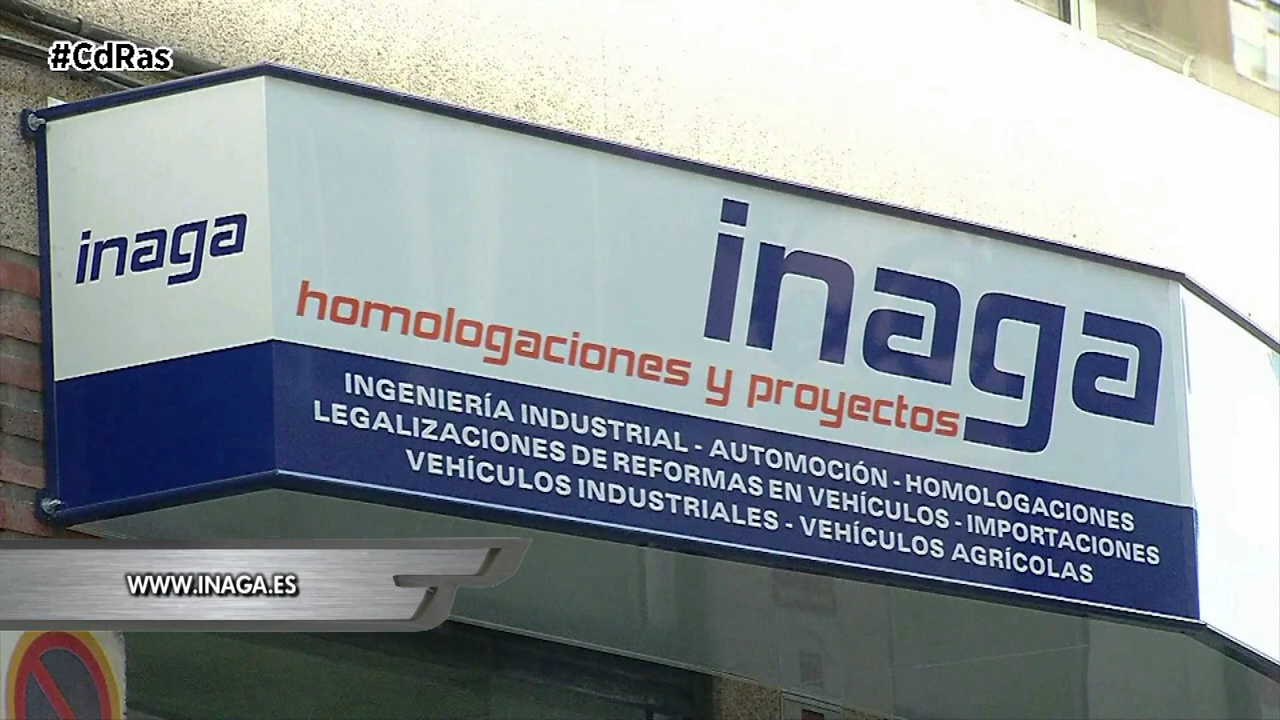 #CdRas
inaga
inaga
homologaciones y proyectos
INGENIERÍA INDUSTRIAL - AUTOMOCIÓN - HOMOLOGACIONES
LEGALIZACIONES DE REFORMAS EN VEHÍCULOS - IMPORTACIONES
VEHÍCULOS INDUSTRIALES - VEHÍCULOS AGRÍCOLAS
WWW.INAGA.ES